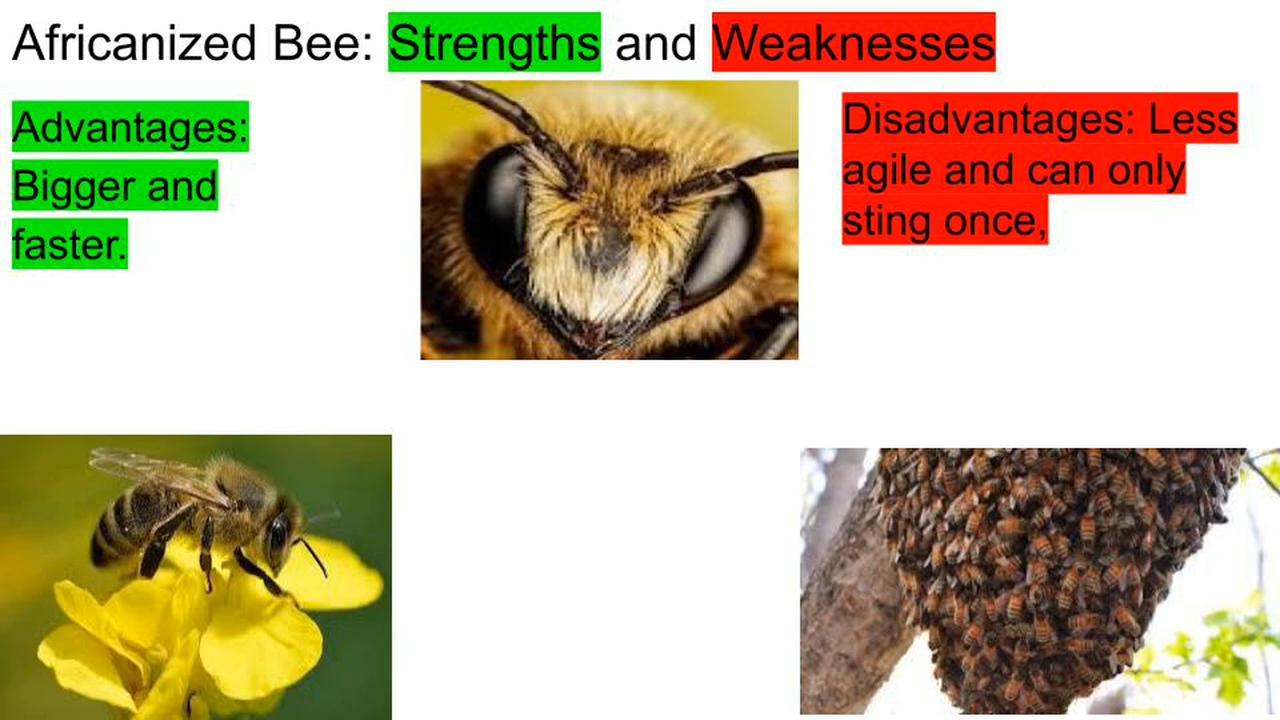 Africanized Bee: Strengths and Weaknesses
Advantages:
Bigger and
faster.
Disadvantages: Less
agile and can only
sting once,